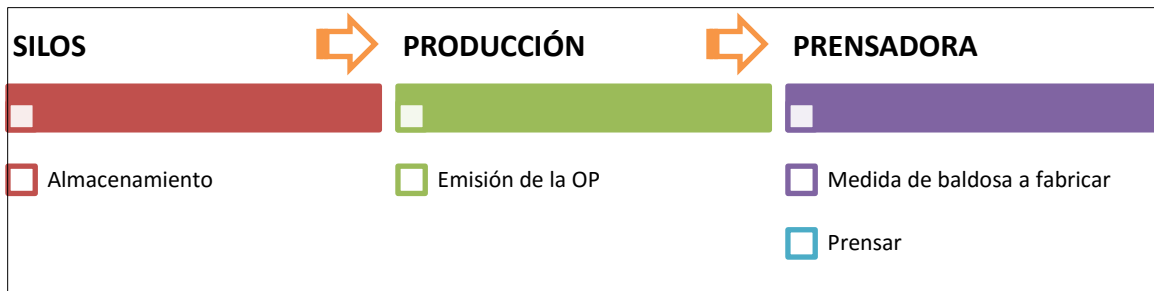 SILOS
PRODUCCIÓN
PRENSADORA
Almacenamiento
Emisión de la OP
Medida de baldosa a fabricar
Prensar